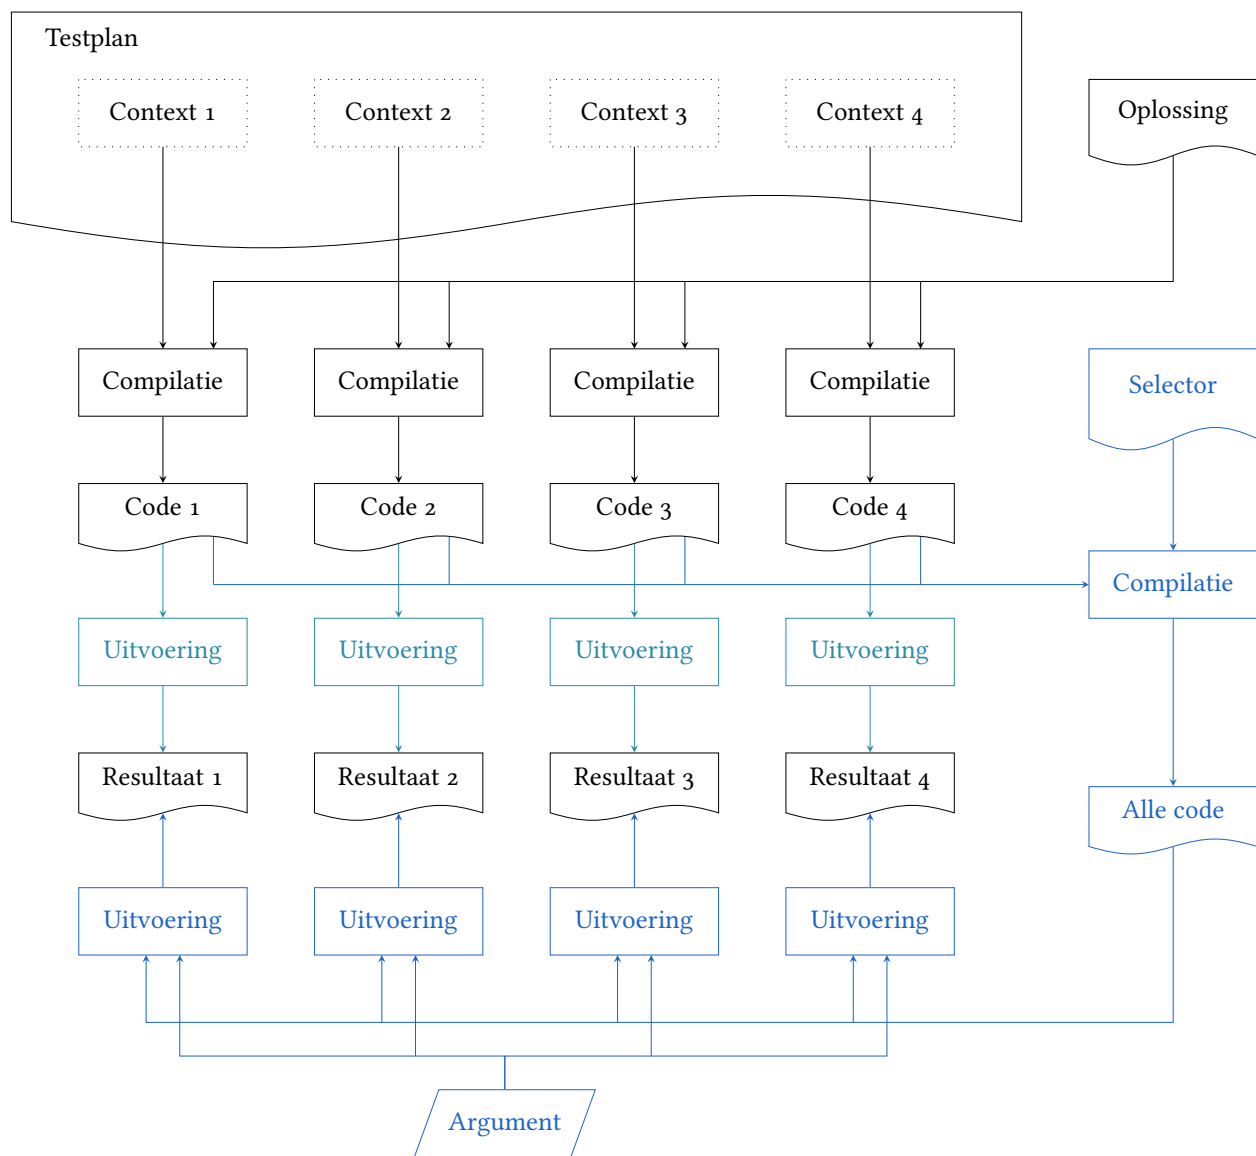 Testplan
Context 1
Context 2
Context 3
Context 4
Oplossing
Compilatie
Compilatie
Compilatie
Compilatie
Selector
Code 1
Code 2
Code 3
Code 4
Compilatie
Uitvoering
Uitvoering
Uitvoering
Uitvoering
Resultaat 1
Resultaat 2
Resultaat 3
Resultaat 4
Alle code
Uitvoering
Uitvoering
Uitvoering
Uitvoering
Argument